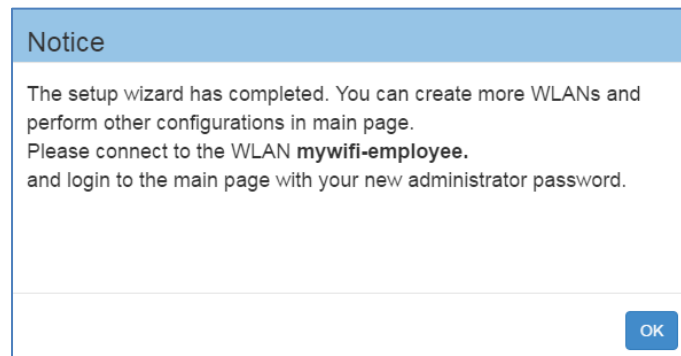 Notice
The setup wizard has completed. You can create more WLANs and
perform other configurations in main page.
Please connect to the WLAN mywifi-employee.
and login to the main page with your new administrator password.
OK